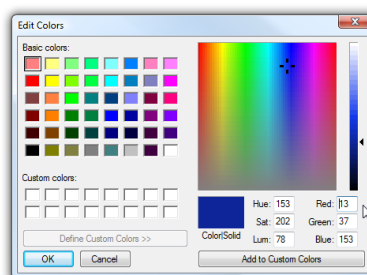 Edit Colors
Basic colors:
Custom colors:
Define Custom Colors >>
OK Cancel
Color|Solid
Hue: 153 Red: 13
Sat: 202 Green: 37
Lum: 78 Blue: 153
Add to Custom Colors